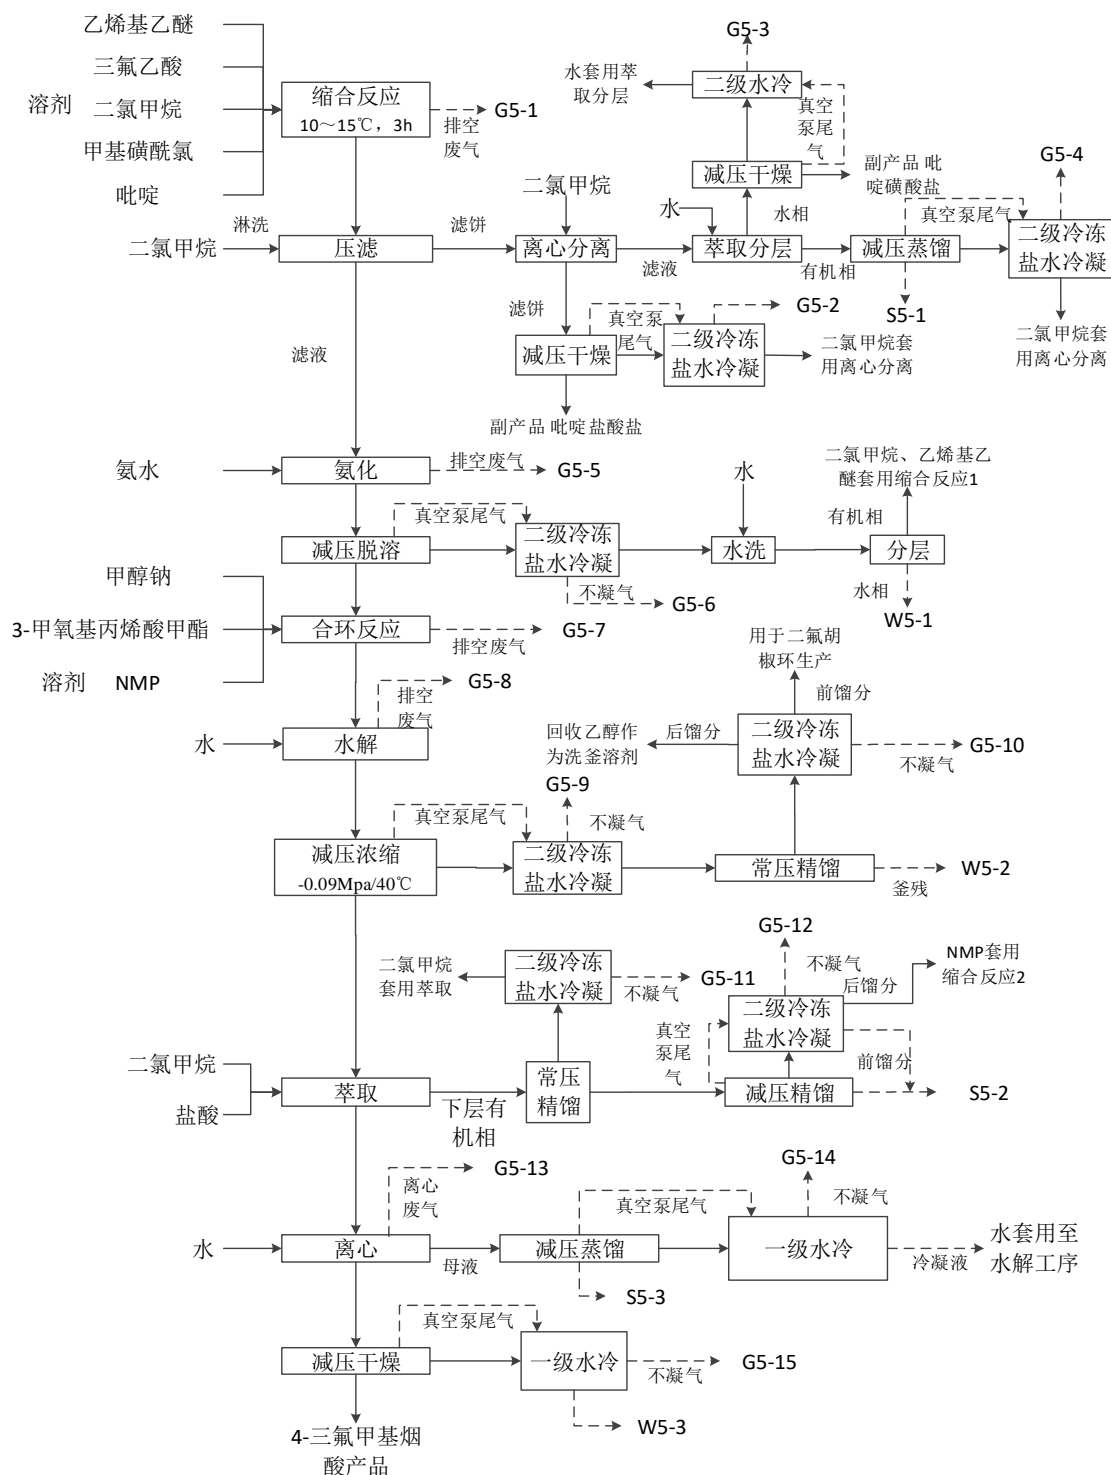 乙烯基乙醚
三氟乙酸
溶剂
二氯甲烷
甲基磺酰氯
吡啶
缩合反应
10～15℃，3h
G5-1
排空
废气
G5-3
水套用萃
取分层
二级水冷
真空
泵尾
气
减压干燥
副产品 吡
啶磺酸盐
G5-4
二氯甲烷
淋洗
压滤
滤饼
二氯甲烷
离心分离
滤液
水
水相
萃取分层
有机相
减压蒸馏
真空泵尾气
二级冷冻
盐水冷凝
S5-1
二氯甲烷套
用离心分离
滤饼
真空泵
尾气
减压干燥
二级冷冻
盐水冷凝
G5-2
二氯甲烷套
用离心分离
副产品 吡啶盐酸盐
滤液
氨水
氨化
排空废气
G5-5
二氯甲烷、乙烯基乙
醚套用缩合反应1
真空泵尾气
减压脱溶
二级冷冻
盐水冷凝
水
水洗
有机相
分层
水相
W5-1
不凝气
G5-6
甲醇钠
3-甲氧基丙烯酸甲酯
溶剂 NMP
合环反应
排空废气
G5-7
G5-8
排空
废气
水
水解
用于二氟胡
椒环生产
前馏分
回收乙醇作
为洗釜溶剂
后馏分
二级冷冻
盐水冷凝
不凝气
G5-10
G5-9
不凝气
真空泵尾气
减压浓缩
-0.09Mpa/40℃
二级冷冻
盐水冷凝
常压精馏
釜残
W5-2
二氯甲烷
套用萃取
二级冷冻
盐水冷凝
不凝气
G5-11
G5-12
不凝气
后馏分
NMP套用
缩合反应2
真空
泵尾
气
二级冷冻
盐水冷凝
前馏分
二氯甲烷
盐酸
萃取
下层有
机相
常压
精馏
减压精馏
S5-2
G5-13
离心
废气
水
离心
母液
减压蒸馏
真空泵尾气
S5-3
G5-14
不凝气
一级水冷
冷凝液
水套用至
水解工序
真空泵尾气
减压干燥
一级水冷
不凝气
G5-15
W5-3
4-三氟甲基烟
酸产品